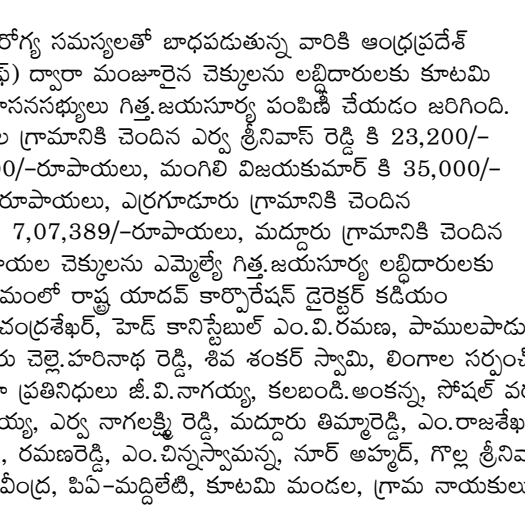 రోగ్య సమస్యలతో బాధపడుతున్న వారికి ఆంధ్రప్రదేశ్
ఫ్) ద్వారా మంజూరైన చెక్కులను లబ్ధిదారులకు కూటమి
ాసనసభ్యులు గిత్త.జయసూర్య పంపిణీ చేయడం జరిగింది.
ల గ్రామానికి చెందిన ఎర్వ శ్రీనివాస్ రెడ్డి కి 23,200/-
0/-రూపాయలు, మంగిలి విజయకుమార్ కి 35,000/-
రూపాయలు, ఎర్రగూడూరు గ్రామానికి చెందిన
7,07,389/-రూపాయలు, మద్దూరు గ్రామానికి చెందిన
ాయల చెక్కులను ఎమ్మెల్యే గిత్త.జయసూర్య లబ్ధిదారులకు
మంలో రాష్ట్ర యాదవ్ కార్పొరేషన్ డైరెక్టర్ కడియం
చంద్రశేఖర్, హెడ్ కానిస్టేబుల్ ఎం.వి.రమణ, పాములపాడు
రు చెల్లె.హరినాథ రెడ్డి, శివ శంకర్ స్వామి, లింగాల సర్పంచ్
ా ప్రతినిధులు జీ.వి.నాగయ్య, కలబండి.అంకన్న, సోషల్ వర
య్య, ఎర్వ నాగలక్ష్మి రెడ్డి, మద్దూరు తిమ్మారెడ్డి, ఎం.రాజశేఖ
, రమణరెడ్డి, ఎం.చిన్నస్వామన్న, నూర్ అహ్మద్, గొల్ల శ్రీనివా
వీంద్ర, పిఏ-మద్దిలేటి, కూటమి మండల, గ్రామ నాయకులు